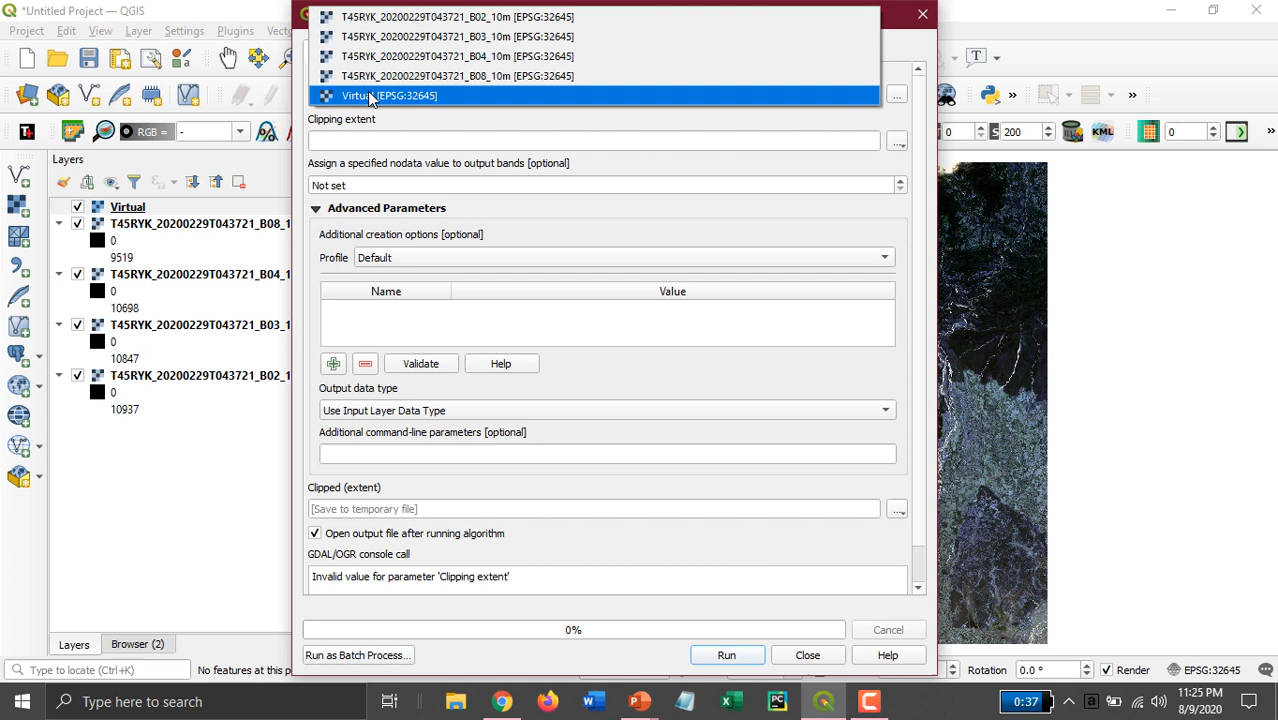 *Untitled Project — QGIS
Project Edit View Layer Settings Plugins
T45RYK_20200229T043721_B02_10m [EPSG:32645]
T45RYK_20200229T043721_B03_10m [EPSG:32645]
T45RYK_20200229T043721_B04_10m [EPSG:32645]
T45RYK_20200229T043721_B08_10m [EPSG:32645]
Virtual [EPSG:32645]
Clipping extent
RGB = -
0 S 200 KML 0
Layers
Virtual
T45RYK_20200229T043721_B08_1
0
9519
T45RYK_20200229T043721_B04_1
0
10698
T45RYK_20200229T043721_B03_1
0
10847
T45RYK_20200229T043721_B02_1
0
10937
Assign a specified nodata value to output bands [optional]
Not set
Advanced Parameters
Additional creation options [optional]
Profile Default
Name Value
Validate Help
Output data type
Use Input Layer Data Type
Additional command-line parameters [optional]
Clipped (extent)
[Save to temporary file]
Open output file after running algorithm
GDAL/OGR console call
Invalid value for parameter 'Clipping extent'
0% Cancel
Run as Batch Process... Run Close Help
Layers Browser (2)
Type to locate (Ctrl+K) No features at this p Rotation 0.0 ° Render EPSG:32645
Type here to search
0:37
11:25 PM
8/9/2020